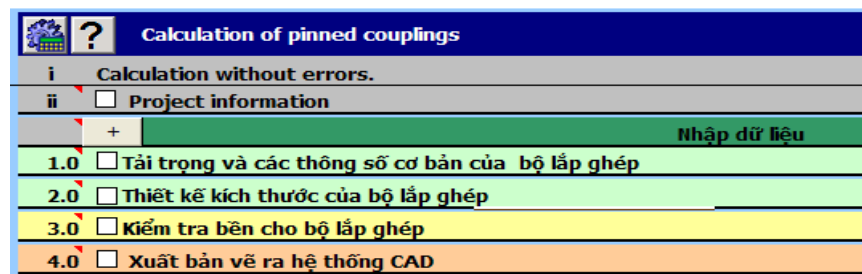 ? Calculation of pinned couplings
i Calculation without errors.
ii Project information
+ Nhập dữ liệu
1.0 Tải trọng và các thông số cơ bản của bộ lắp ghép
2.0 Thiết kế kích thước của bộ lắp ghép
3.0 Kiểm tra bền cho bộ lắp ghép
4.0 Xuất bản vẽ ra hệ thống CAD